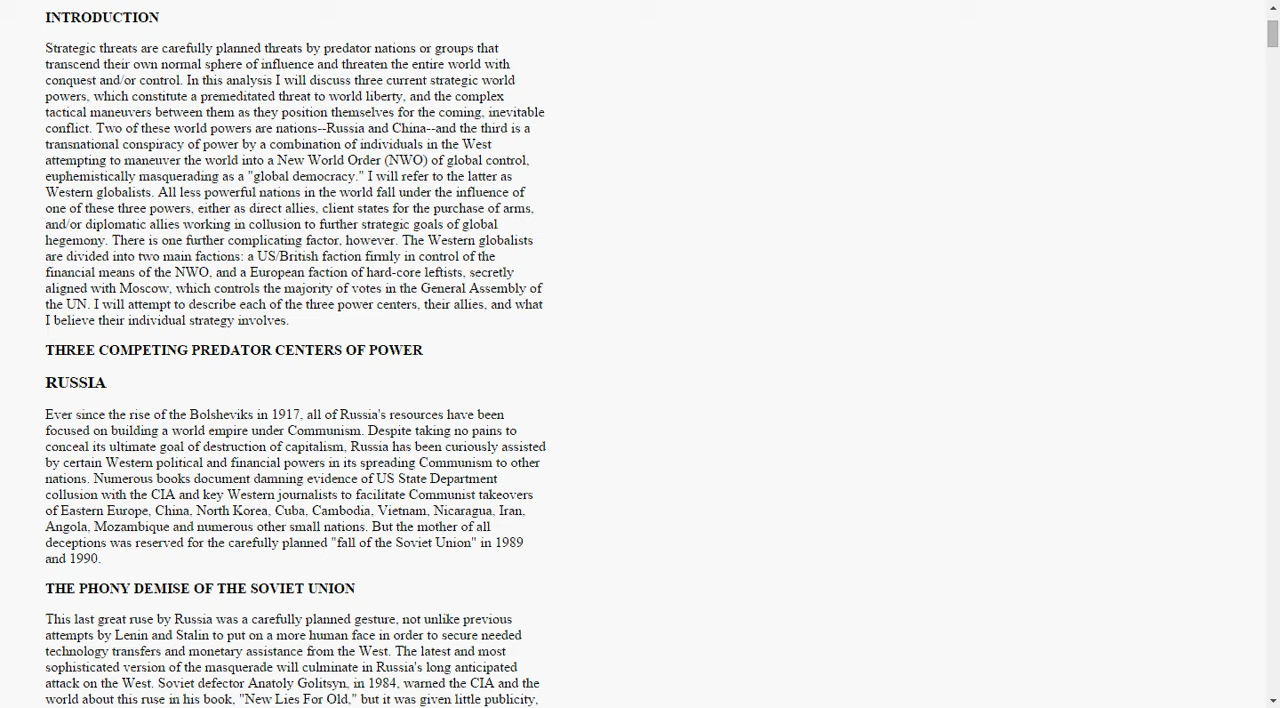 INTRODUCTION
Strategic threats are carefully planned threats by predator nations or groups that
transcend their own normal sphere of influence and threaten the entire world with
conquest and/or control. In this analysis I will discuss three current strategic world
powers, which constitute a premeditated threat to world liberty, and the complex
tactical maneuvers between them as they position themselves for the coming, inevitable
conflict. Two of these world powers are nations--Russia and China--and the third is a
transnational conspiracy of power by a combination of individuals in the West
attempting to maneuver the world into a New World Order (NWO) of global control,
euphemistically masquerading as a "global democracy." I will refer to the latter as
Western globalists. All less powerful nations in the world fall under the influence of
one of these three powers, either as direct allies, client states for the purchase of arms,
and/or diplomatic allies working in collusion to further strategic goals of global
hegemony. There is one further complicating factor, however. The Western globalists
are divided into two main factions: a US/British faction firmly in control of the
financial means of the NWO, and a European faction of hard-core leftists, secretly
aligned with Moscow, which controls the majority of votes in the General Assembly of
the UN. I will attempt to describe each of the three power centers, their allies, and what
I believe their individual strategy involves.
THREE COMPETING PREDATOR CENTERS OF POWER
RUSSIA
Ever since the rise of the Bolsheviks in 1917, all of Russia's resources have been
focused on building a world empire under Communism. Despite taking no pains to
conceal its ultimate goal of destruction of capitalism, Russia has been curiously assisted
by certain Western political and financial powers in its spreading Communism to other
nations. Numerous books document damning evidence of US State Department
collusion with the CIA and key Western journalists to facilitate Communist takeovers
of Eastern Europe, China, North Korea, Cuba, Cambodia, Vietnam, Nicaragua, Iran,
Angola, Mozambique and numerous other small nations. But the mother of all
deceptions was reserved for the carefully planned "fall of the Soviet Union" in 1989
and 1990.
THE PHONY DEMISE OF THE SOVIET UNION
This last great ruse by Russia was a carefully planned gesture, not unlike previous
attempts by Lenin and Stalin to put on a more human face in order to secure needed
technology transfers and monetary assistance from the West. The latest and most
sophisticated version of the masquerade will culminate in Russia's long anticipated
attack on the West. Soviet defector Anatoly Golitsyn, in 1984, warned the CIA and the
world about this ruse in his book, "New Lies For Old," but it was given little publicity,